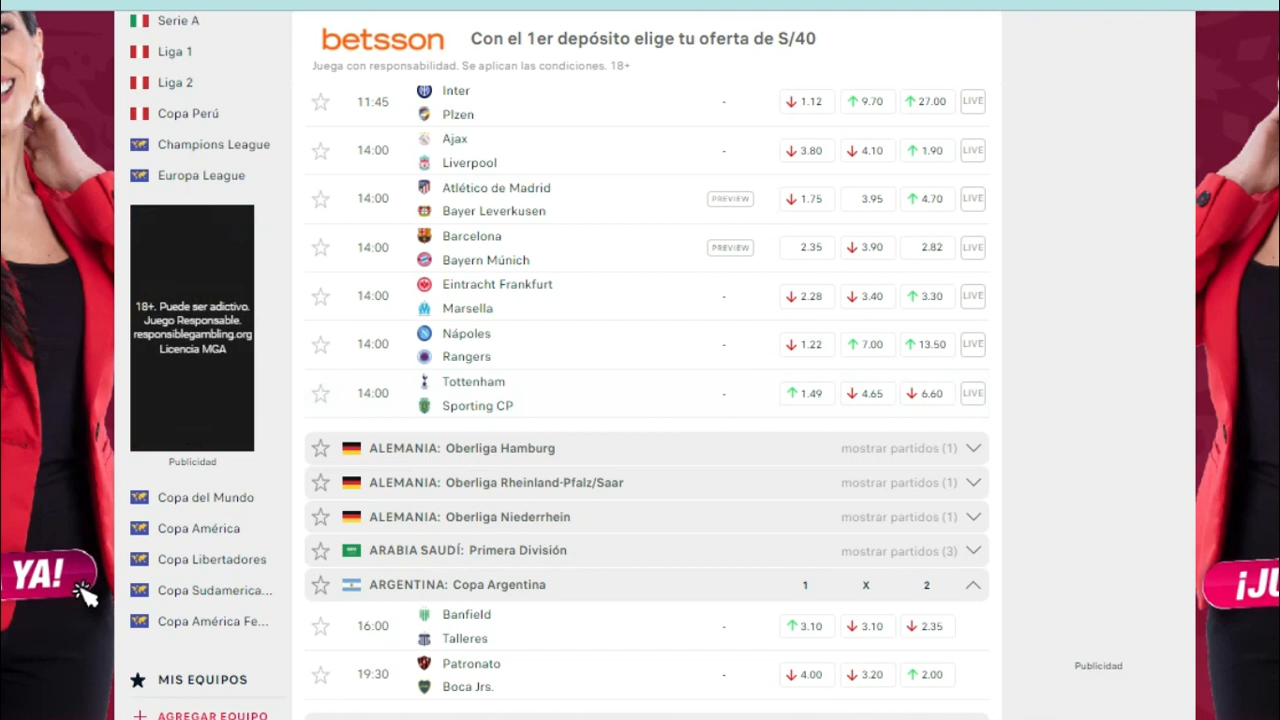 Serie A
Liga 1
Liga 2
Copa Perú
Champions League
Europa League
18+. Puede ser adictivo.
Juego Responsable.
responsiblegambling.org
Licencia MGA
Publicidad
Copa del Mundo
Copa América
Copa Libertadores
Copa Sudamerica...
Copa América Fe...
MIS EQUIPOS
AGREGAR EQUIPO
YA!
betsson Con el 1er depósito elige tu oferta de S/40
Juega con responsabilidad. Se aplican las condiciones. 18+
11:45 Inter - 1.12 9.70 27.00 LIVE
Plzen
14:00 Ajax - 3.80 4.10 1.90 LIVE
Liverpool
14:00 Atlético de Madrid PREVIEW 1.75 3.95 4.70 LIVE
Bayer Leverkusen
14:00 Barcelona PREVIEW 2.35 3.90 2.82 LIVE
Bayern Múnich
14:00 Eintracht Frankfurt - 2.28 3.40 3.30 LIVE
Marsella
14:00 Nápoles - 1.22 7.00 13.50 LIVE
Rangers
14:00 Tottenham - 1.49 4.65 6.60 LIVE
Sporting CP
ALEMANIA: Oberliga Hamburg mostrar partidos (1)
ALEMANIA: Oberliga Rheinland-Pfalz/Saar mostrar partidos (1)
ALEMANIA: Oberliga Niederrhein mostrar partidos (1)
ARABIA SAUDÍ: Primera División mostrar partidos (3)
ARGENTINA: Copa Argentina 1 X 2
16:00 Banfield - 3.10 3.10 2.35
Talleres
19:30 Patronato - 4.00 3.20 2.00
Boca Jrs.
Publicidad
¡JU